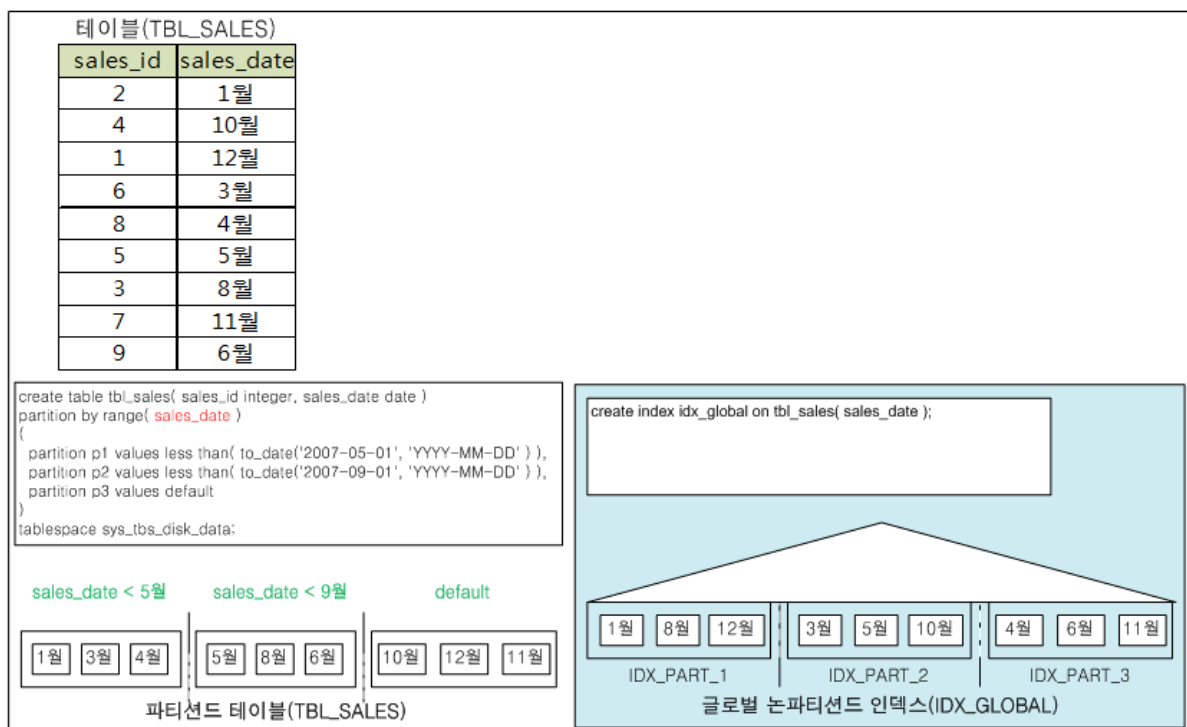 테이블(TBL_SALES)
sales_id sales_date
2 1월
4 10월
1 12월
6 3월
8 4월
5 5월
3 8월
7 11월
9 6월
create table tbl_sales( sales_id integer, sales_date date )
partition by range( sales_date )
(
partition p1 values less than( to_date('2007-05-01', 'YYYY-MM-DD' ) ),
partition p2 values less than( to_date('2007-09-01', 'YYYY-MM-DD' ) ),
partition p3 values default
)
tablespace sys_tbs_disk_data;
sales_date < 5월 sales_date < 9월 default
1월 3월 4월 5월 8월 6월 10월 12월 11월
파티션드 테이블(TBL_SALES)
create index idx_global on tbl_sales( sales_date );
1월 8월 12월 3월 5월 10월 4월 6월 11월
IDX_PART_1 IDX_PART_2 IDX_PART_3
글로벌 논파티션드 인덱스(IDX_GLOBAL)